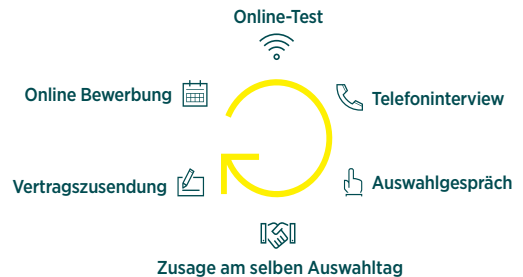 Online-Test
Online Bewerbung
Telefoninterview
Vertragszusendung
Auswahlgespräch
Zusage am selben Auswahltag